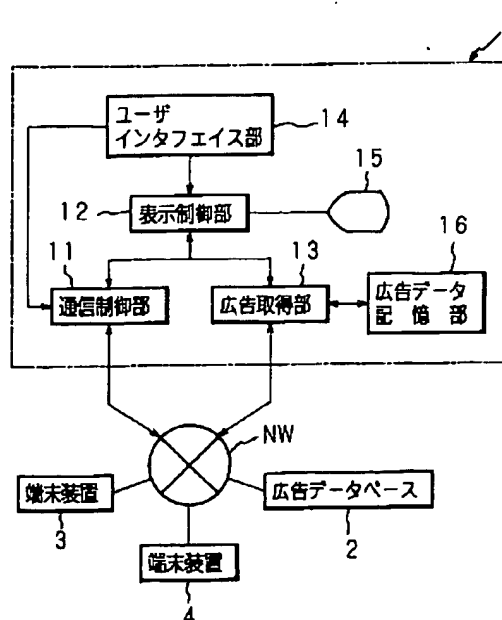 ユーザ
インタフェイス部
14
15
12
表示制御部
11
13
16
通信制御部
広告取得部
広告データ
記憶部
NW
端末装置
3
広告データベース
2
端末装置
4